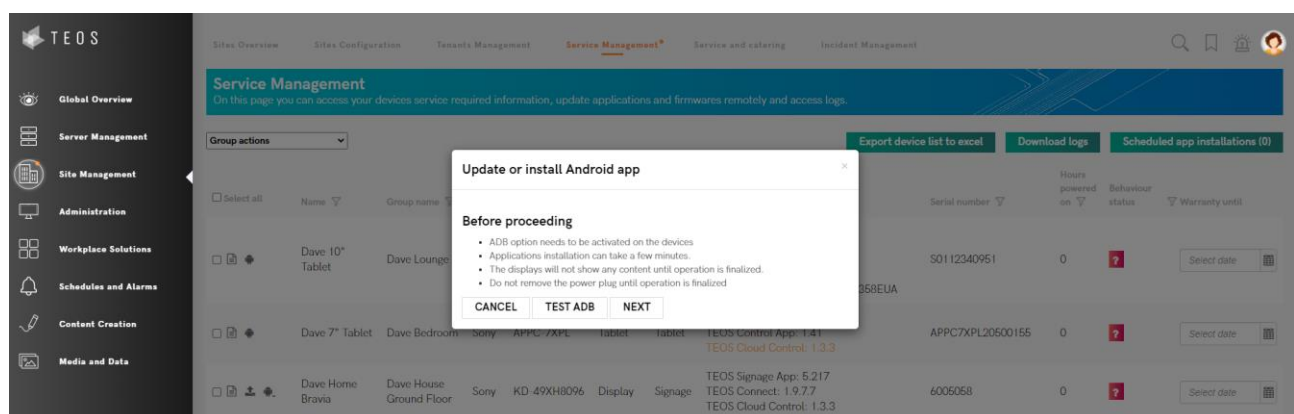 TEOS
Sites Overview Sites Configuration Tenants Management Service Management Service and catering Incident Management
Global Overview
Server Management
Site Management
Administration
Workplace Solutions
Schedules and Alarms
Content Creation
Media and Data
Service Management
On this page you can access your devices service required information, update applications and firmwares remotely and access logs.
Group actions
Export device list to excel Download logs Scheduled app installations (0)
Select all Name Group name Serial number Hours powered on Behaviour status Warranty until
Update or install Android app ×
Before proceeding
• ADB option needs to be activated on the devices
• Applications installation can take a few minutes.
• The displays will not show any content until operation is finalized.
• Do not remove the power plug until operation is finalized
CANCEL TEST ADB NEXT
Dave 10" Tablet Dave Lounge 358EUA S0112340951 0 ? Select date
Dave 7" Tablet Dave Bedroom Sony APPC-7XPL Tablet Tablet TEOS Control App: 1.41
TEOS Cloud Control: 1.3.3
APPC7XPL20500155 0 ? Select date
Dave Home Bravia Dave House Ground Floor Sony KD-49XH8096 Display Signage TEOS Signage App: 5.217
TEOS Connect: 1.9.7.7
TEOS Cloud Control: 1.3.3
6005058 0 ? Select date